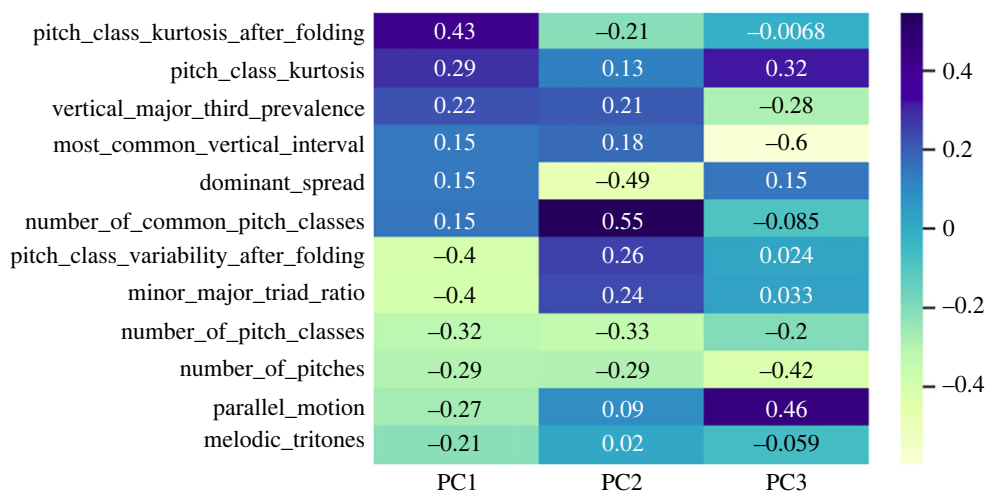 pitch_class_kurtosis_after_folding 0.43 –0.21 –0.0068
pitch_class_kurtosis 0.29 0.13 0.32
vertical_major_third_prevalence 0.22 0.21 –0.28
most_common_vertical_interval 0.15 0.18 –0.6
dominant_spread 0.15 –0.49 0.15
number_of_common_pitch_classes 0.15 0.55 –0.085
pitch_class_variability_after_folding –0.4 0.26 0.024
minor_major_triad_ratio –0.4 0.24 0.033
number_of_pitch_classes –0.32 –0.33 –0.2
number_of_pitches –0.29 –0.29 –0.42
parallel_motion –0.27 0.09 0.46
melodic_tritones –0.21 0.02 –0.059
PC1 PC2 PC3
0.4
0.2
0
–0.2
–0.4